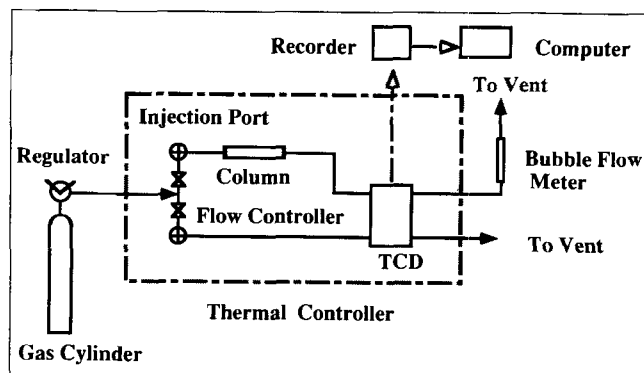 Recorder
Computer
To Vent
Injection Port
Regulator
Column
Bubble Flow
Meter
Flow Controller
To Vent
TCD
Thermal Controller
Gas Cylinder